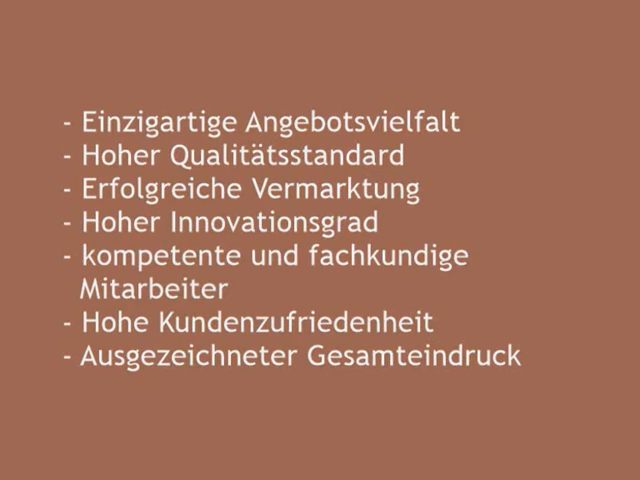 - Einzigartige Angebotsvielfalt
- Hoher Qualitätsstandard
- Erfolgreiche Vermarktung
- Hoher Innovationsgrad
- kompetente und fachkundige
Mitarbeiter
- Hohe Kundenzufriedenheit
- Ausgezeichneter Gesamteindruck